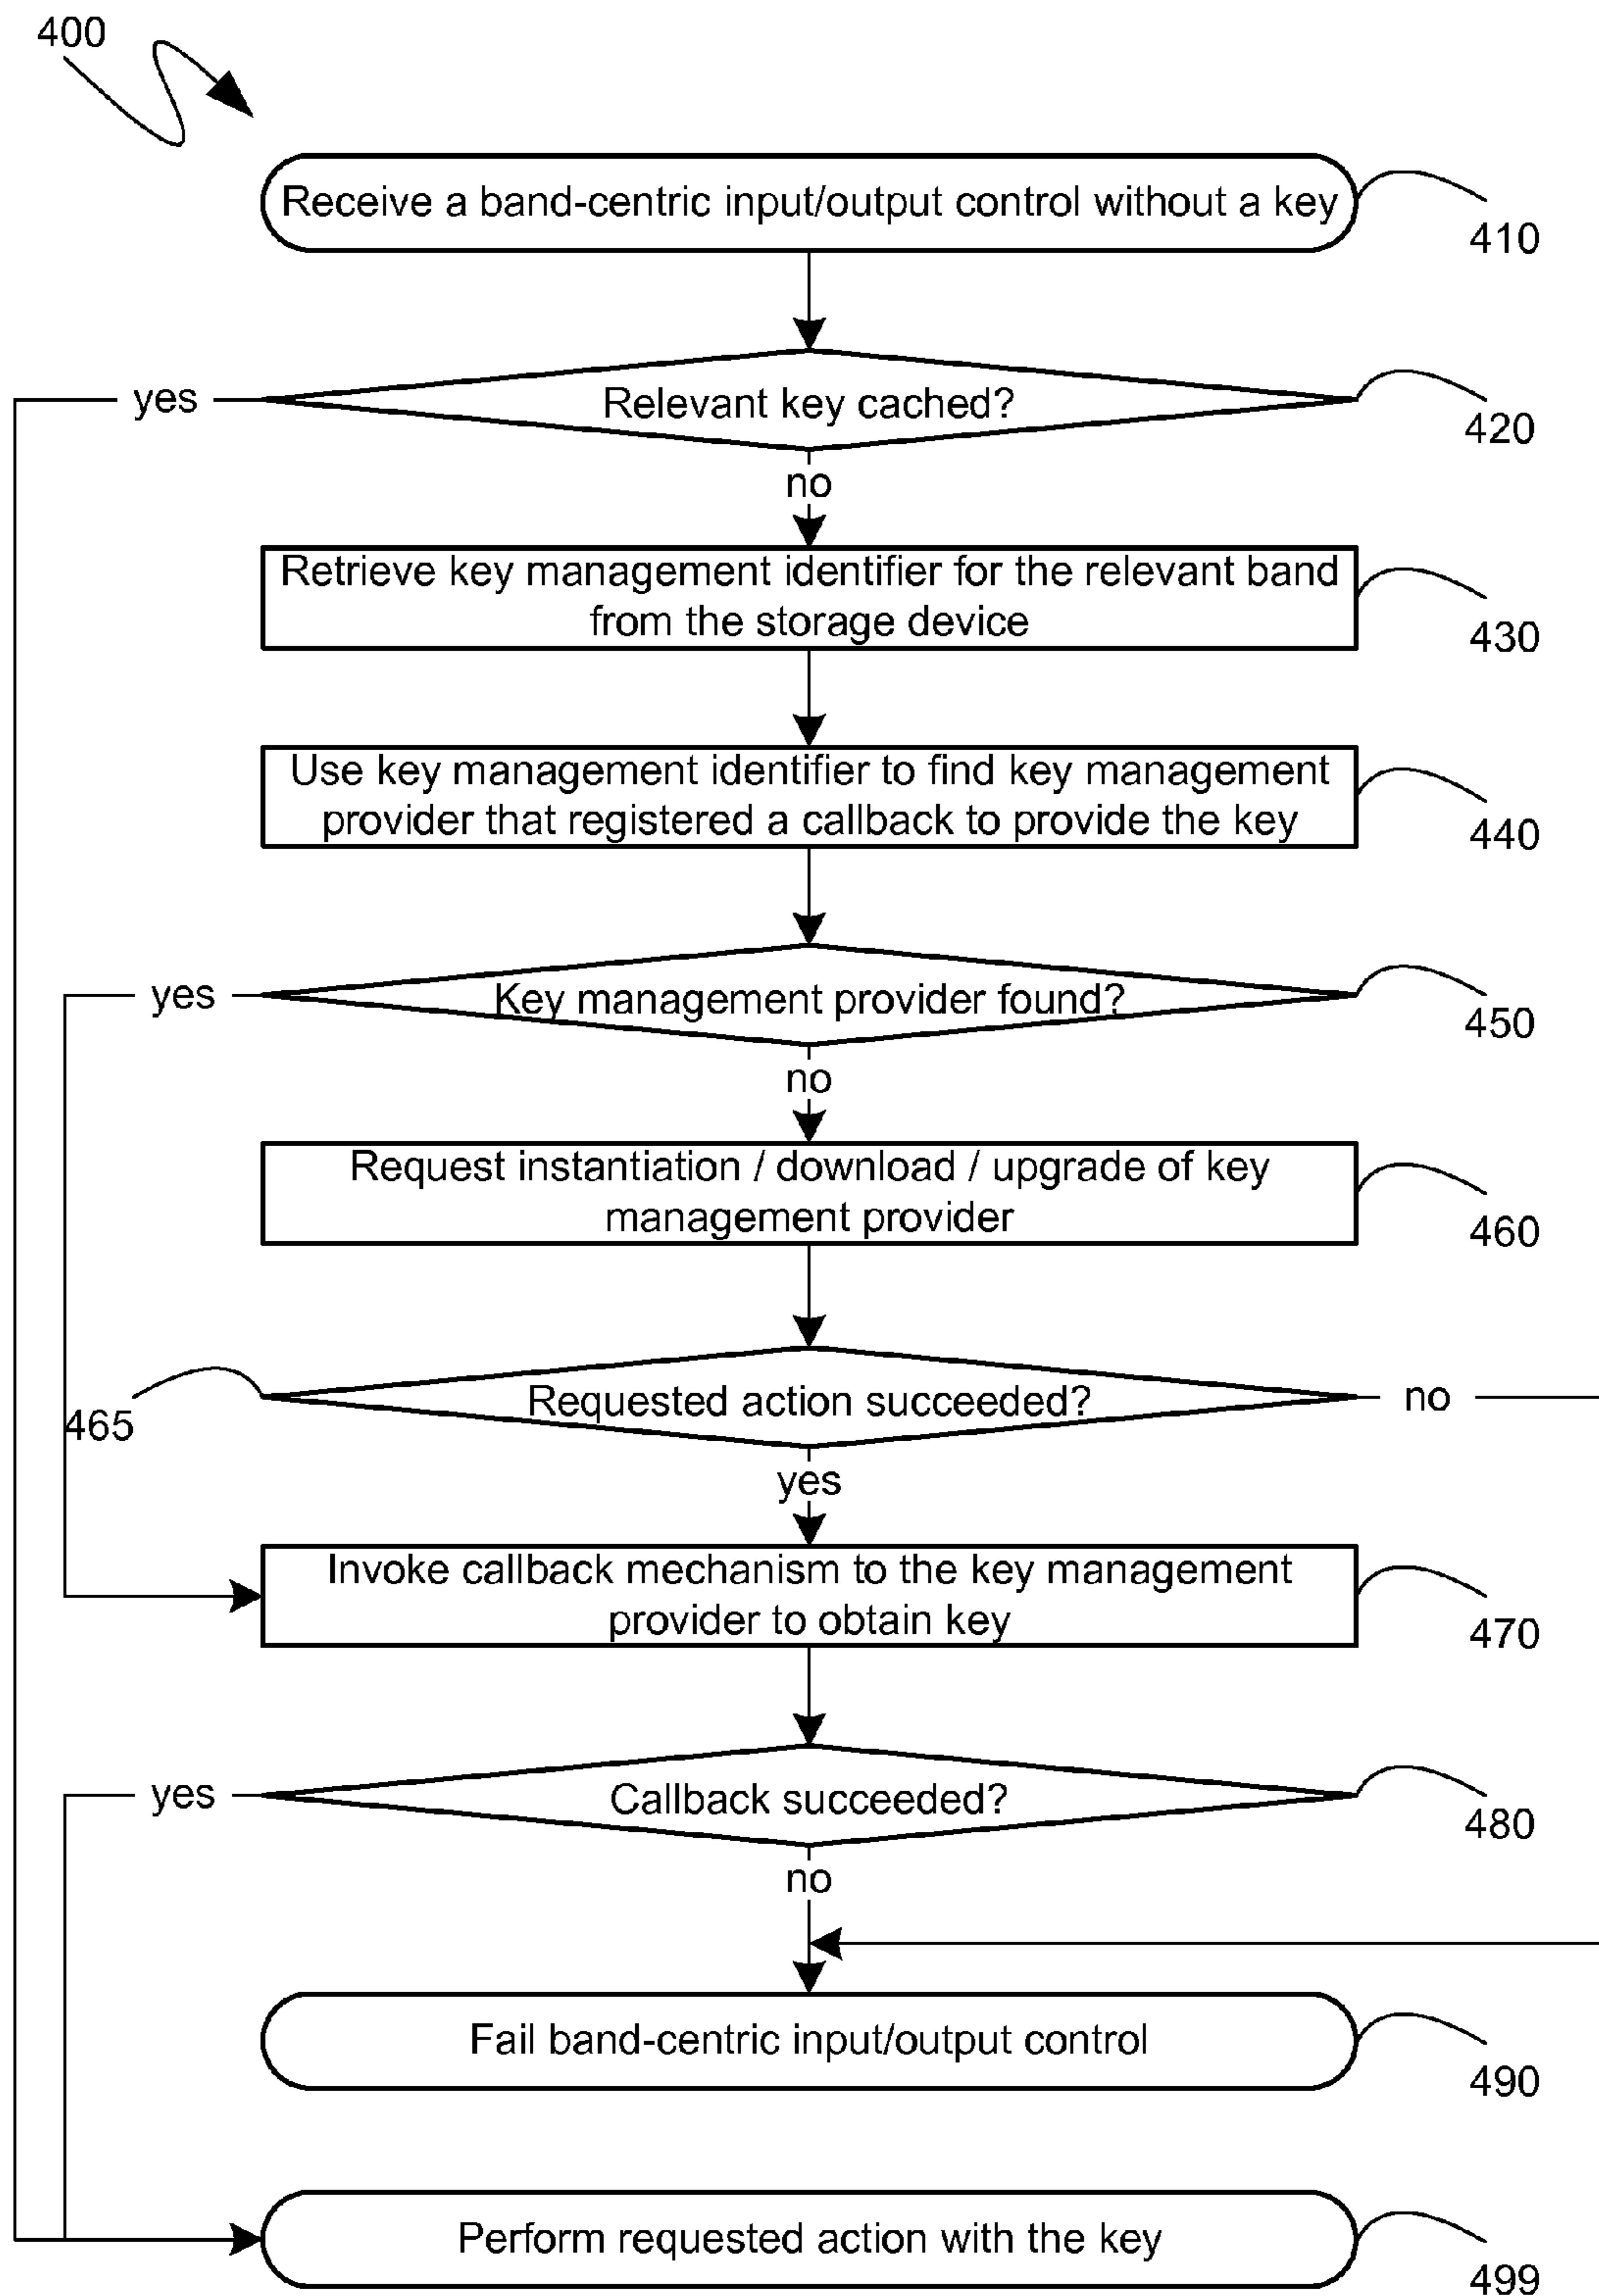 400
Receive a band-centric input/output control without a key
410
yes
Relevant key cached?
420
no
Retrieve key management identifier for the relevant band
from the storage device
430
Use key management identifier to find key management
provider that registered a callback to provide the key
440
yes
Key management provider found?
450
no
Request instantiation / download / upgrade of key
management provider
460
Requested action succeeded?
no
465
yes
Invoke callback mechanism to the key management
provider to obtain key
470
yes
Callback succeeded?
480
no
Fail band-centric input/output control
490
Perform requested action with the key
499